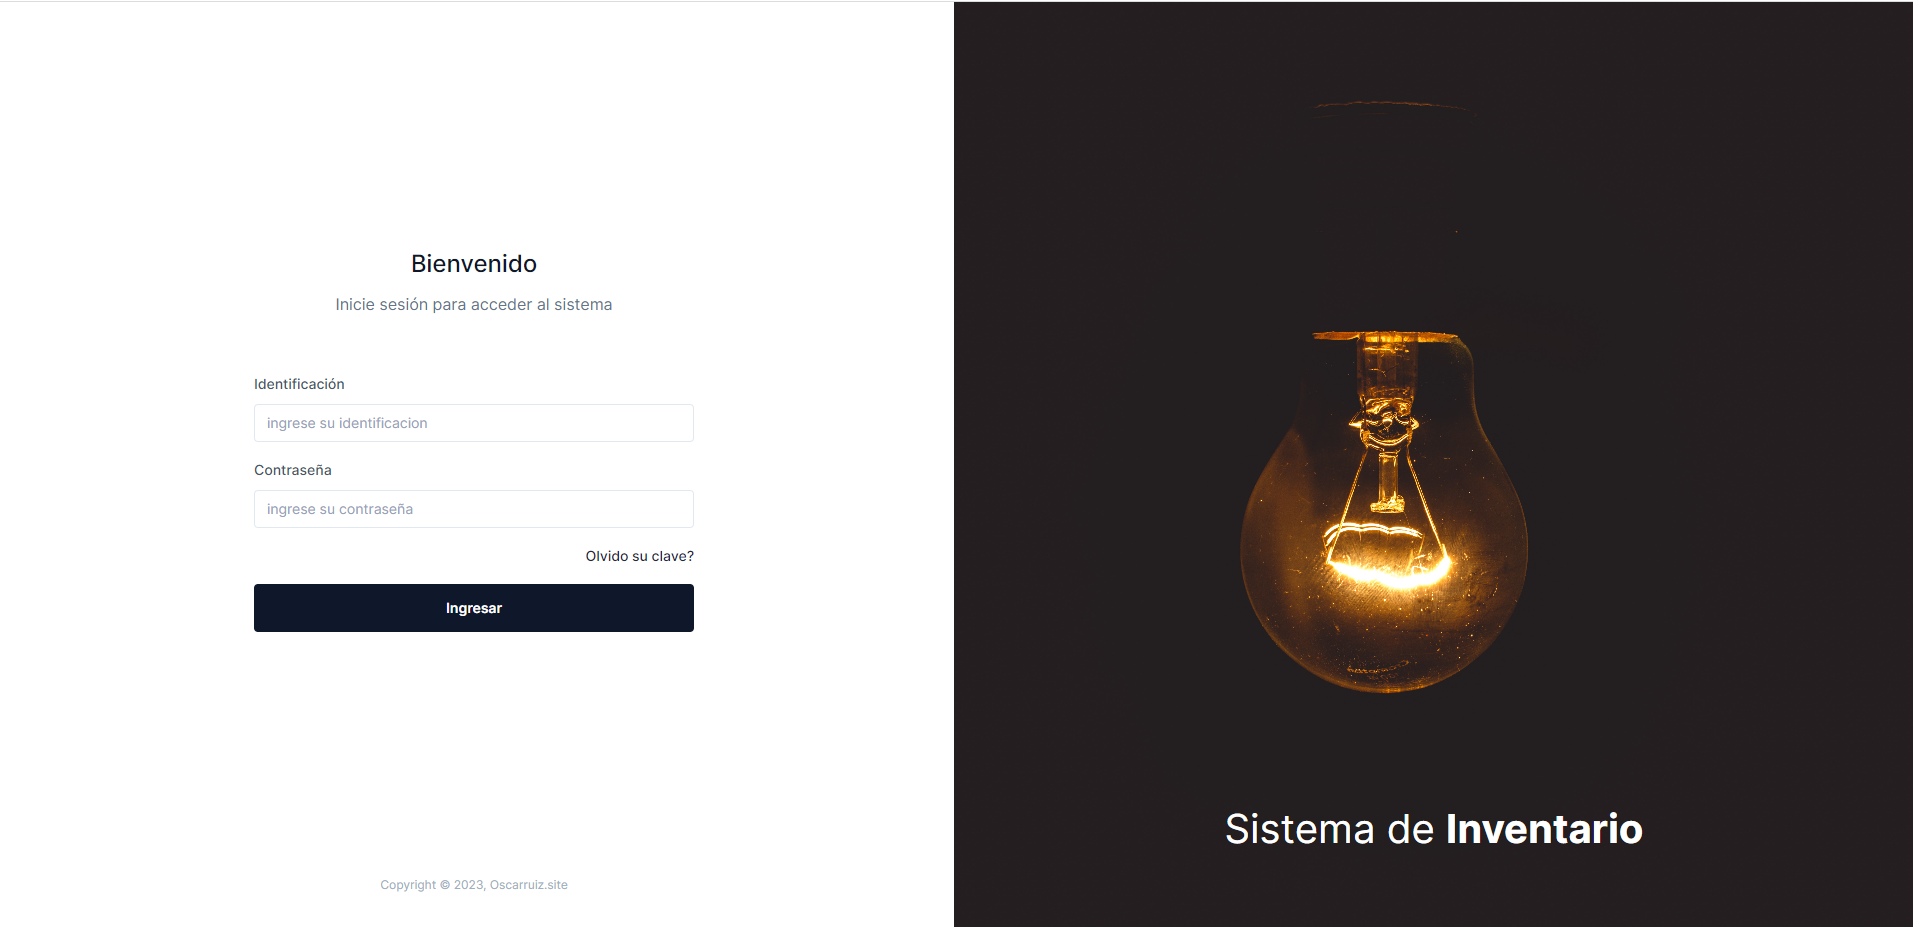 Bienvenido
Inicie sesión para acceder al sistema
Identificación
ingrese su identificacion
Contraseña
ingrese su contraseña
Olvido su clave?
Ingresar
Copyright © 2023, Oscarruiz.site
Sistema de Inventario